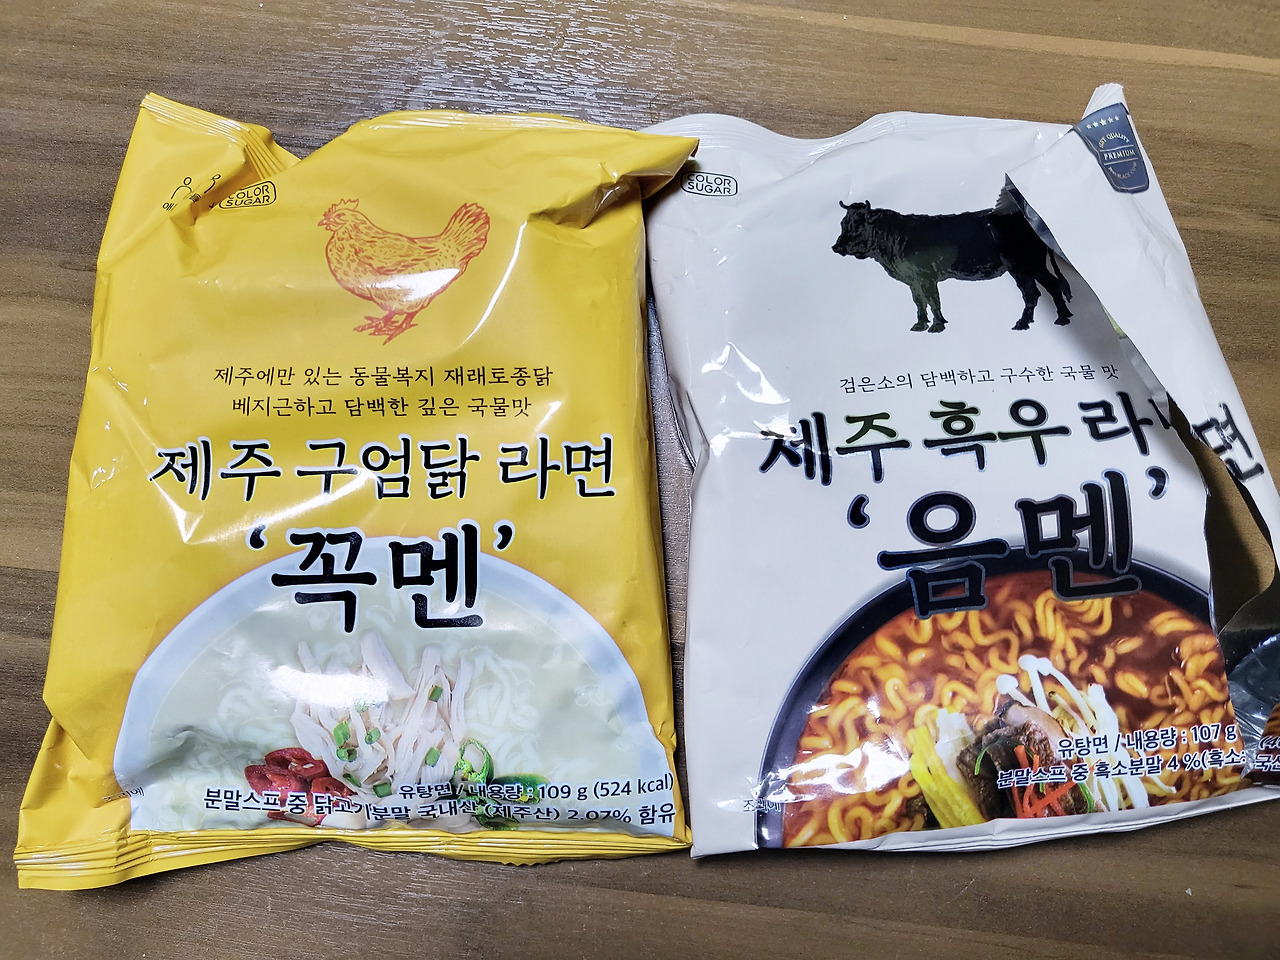 COLOR
SUGAR
제주에만 있는 동물복지 재래토종닭
베지근하고 담백한 깊은 국물맛
제주 구엄닭 라면
‘꼭멘’
유탕면 / 내용량 : 109 g (524 kcal)
분말스프 중 닭고기분말 국내산 (제주산) 2.07% 함유
COLOR
SUGAR
PREMIUM
검은소의 담백하고 구수한 국물 맛
제주 흑우 라면
‘음멘’
유탕면 / 내용량 : 107 g
분말스프 중 흑소분말 4 %(흑소: